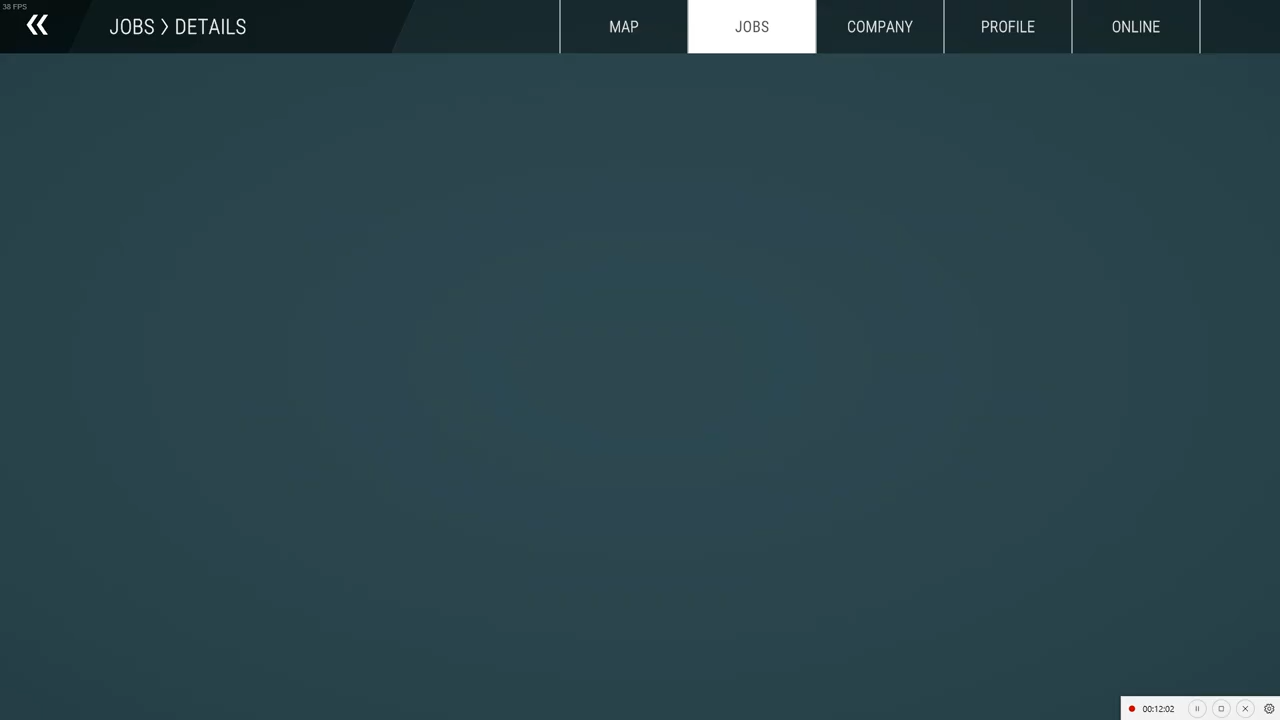 38 FPS
JOBS > DETAILS
MAP
JOBS
COMPANY
PROFILE
ONLINE
00:12:02